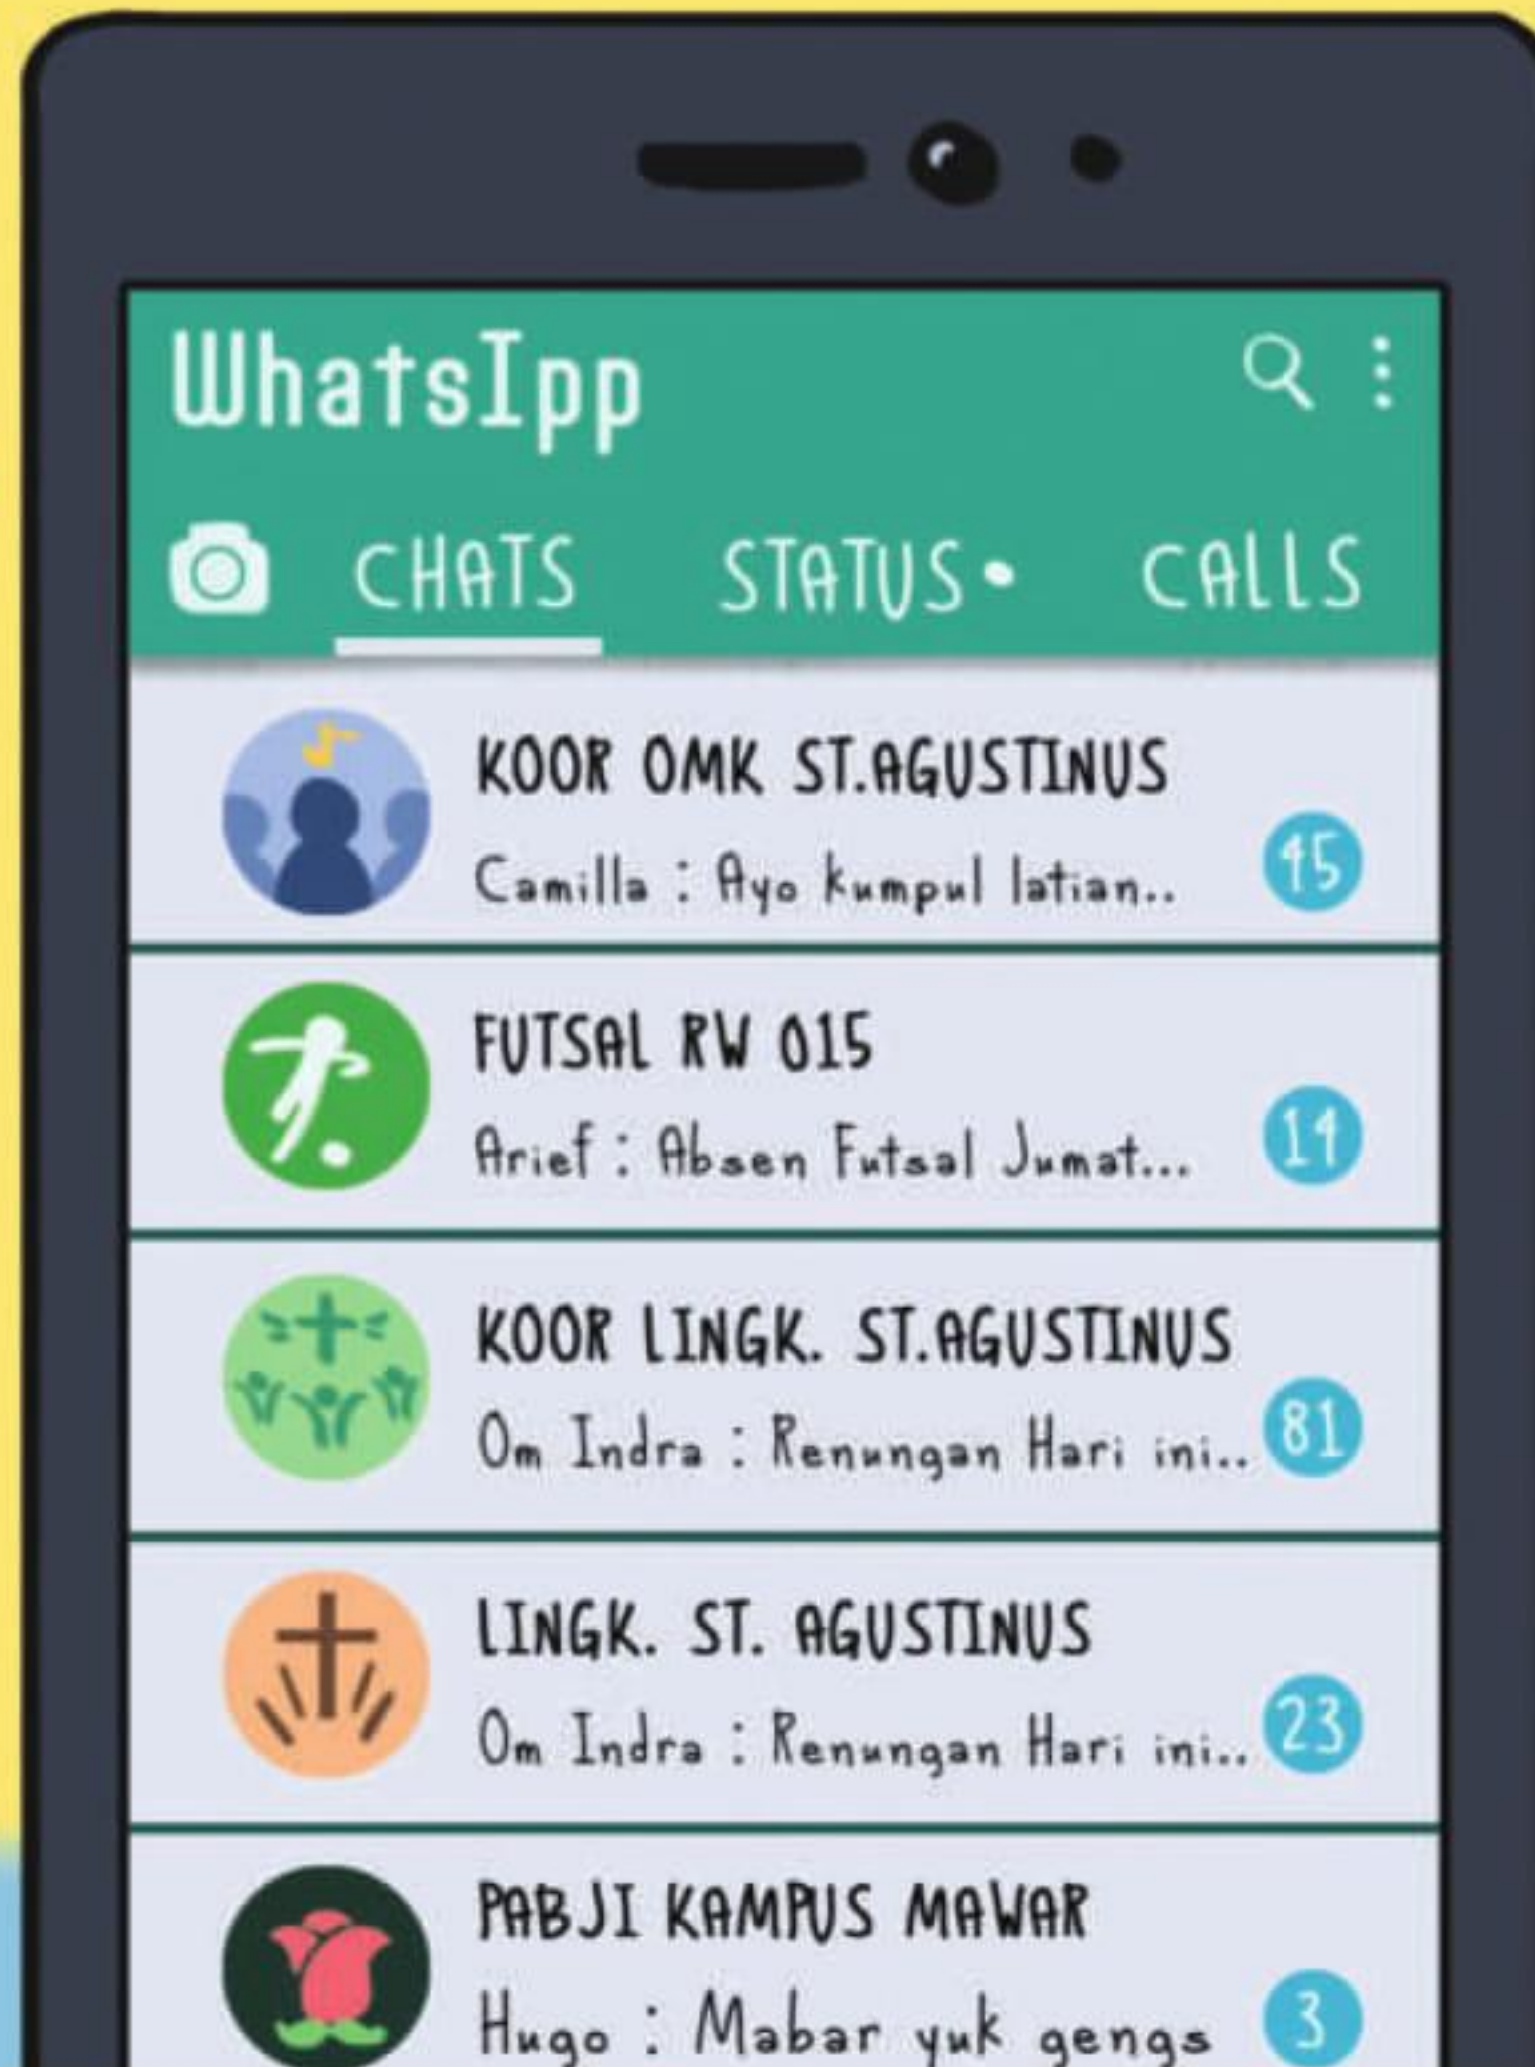 WhatsIpp
CHATS STATUS• CALLS
KOOR OMK ST.AGUSTINUS
Camilla : Ayo kumpul latian..
45
FUTSAL RW 015
Arief : Absen Futsal Jumat...
14
KOOR LINGK. ST.AGUSTINUS
Om Indra : Renungan Hari ini..
81
LINGK. ST. AGUSTINUS
Om Indra : Renungan Hari ini..
23
PABJI KAMPUS MAWAR
Hugo : Mabar yuk gengs
3